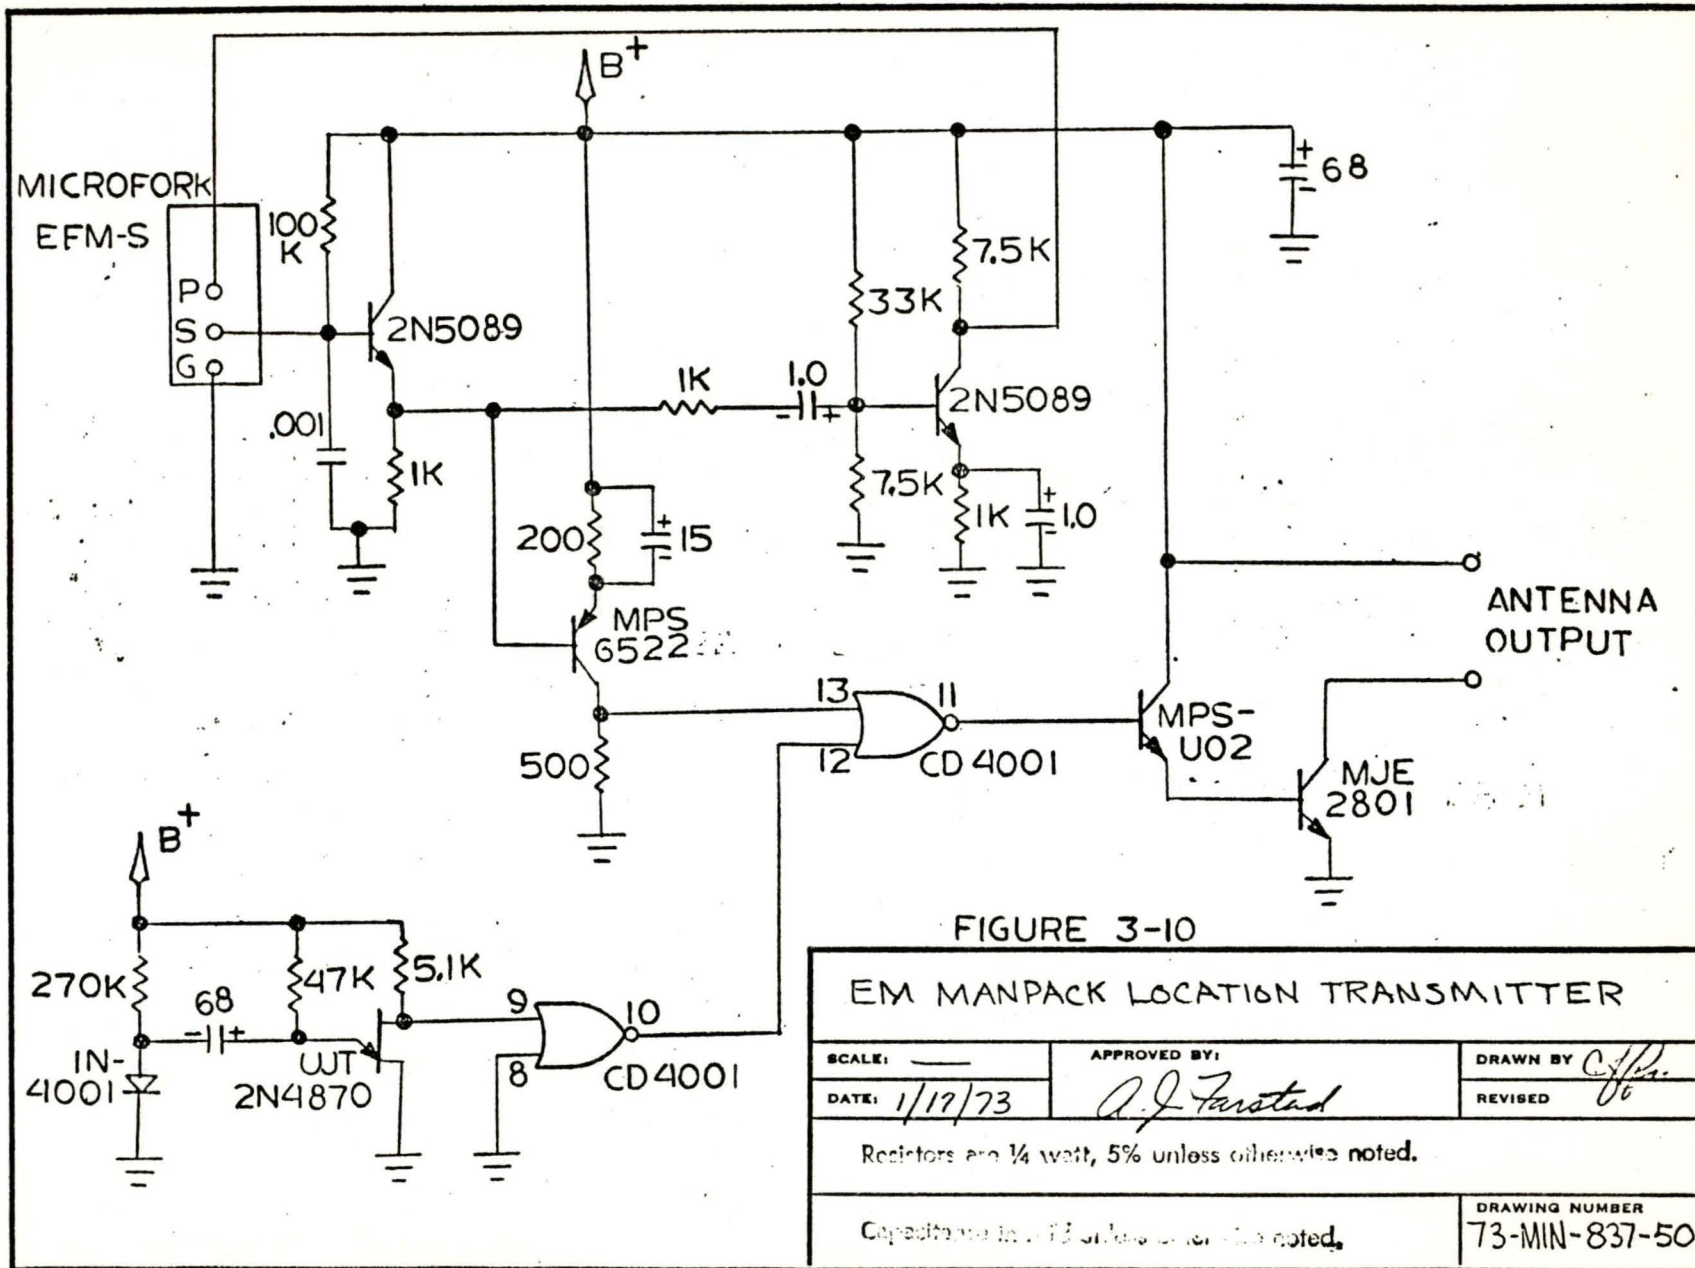 B+
MICROFORK
EFM-S
P
S
G
100
K
2N5089
.001
1K
200
15
MPS
6522
500
1K
1.0
33K
7.5K
7.5K
2N5089
1K
1.0
68
ANTENNA
OUTPUT
13
12
11
CD 4001
MPS-
U02
MJE
2801
B+
270K
68
47K
5.1K
1N-
4001
UJT
2N4870
9
8
10
CD4001
FIGURE 3-10
EM MANPACK LOCATION TRANSMITTER
SCALE: —
APPROVED BY:
A.J. Farstad
DRAWN BY
DATE: 1/17/73
REVISED
Resistors are ¼ watt, 5% unless otherwise noted.
noted.
DRAWING NUMBER
73-MIN-837-50